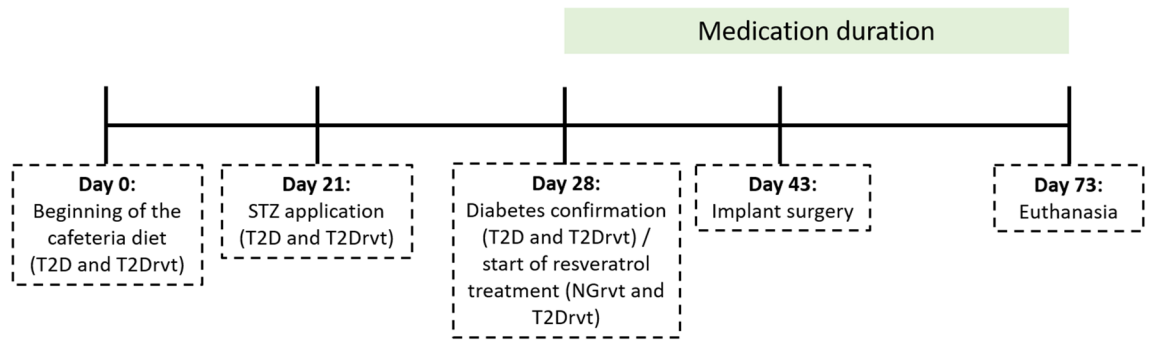 Medication duration
Day 0:
Beginning of the
cafeteria diet
(T2D and T2Drvt)
Day 21:
STZ application
(T2D and T2Drvt)
Day 28:
Diabetes confirmation
(T2D and T2Drvt) /
start of resveratrol
treatment (NGrvt and
T2Drvt)
Day 43:
Implant surgery
Day 73:
Euthanasia